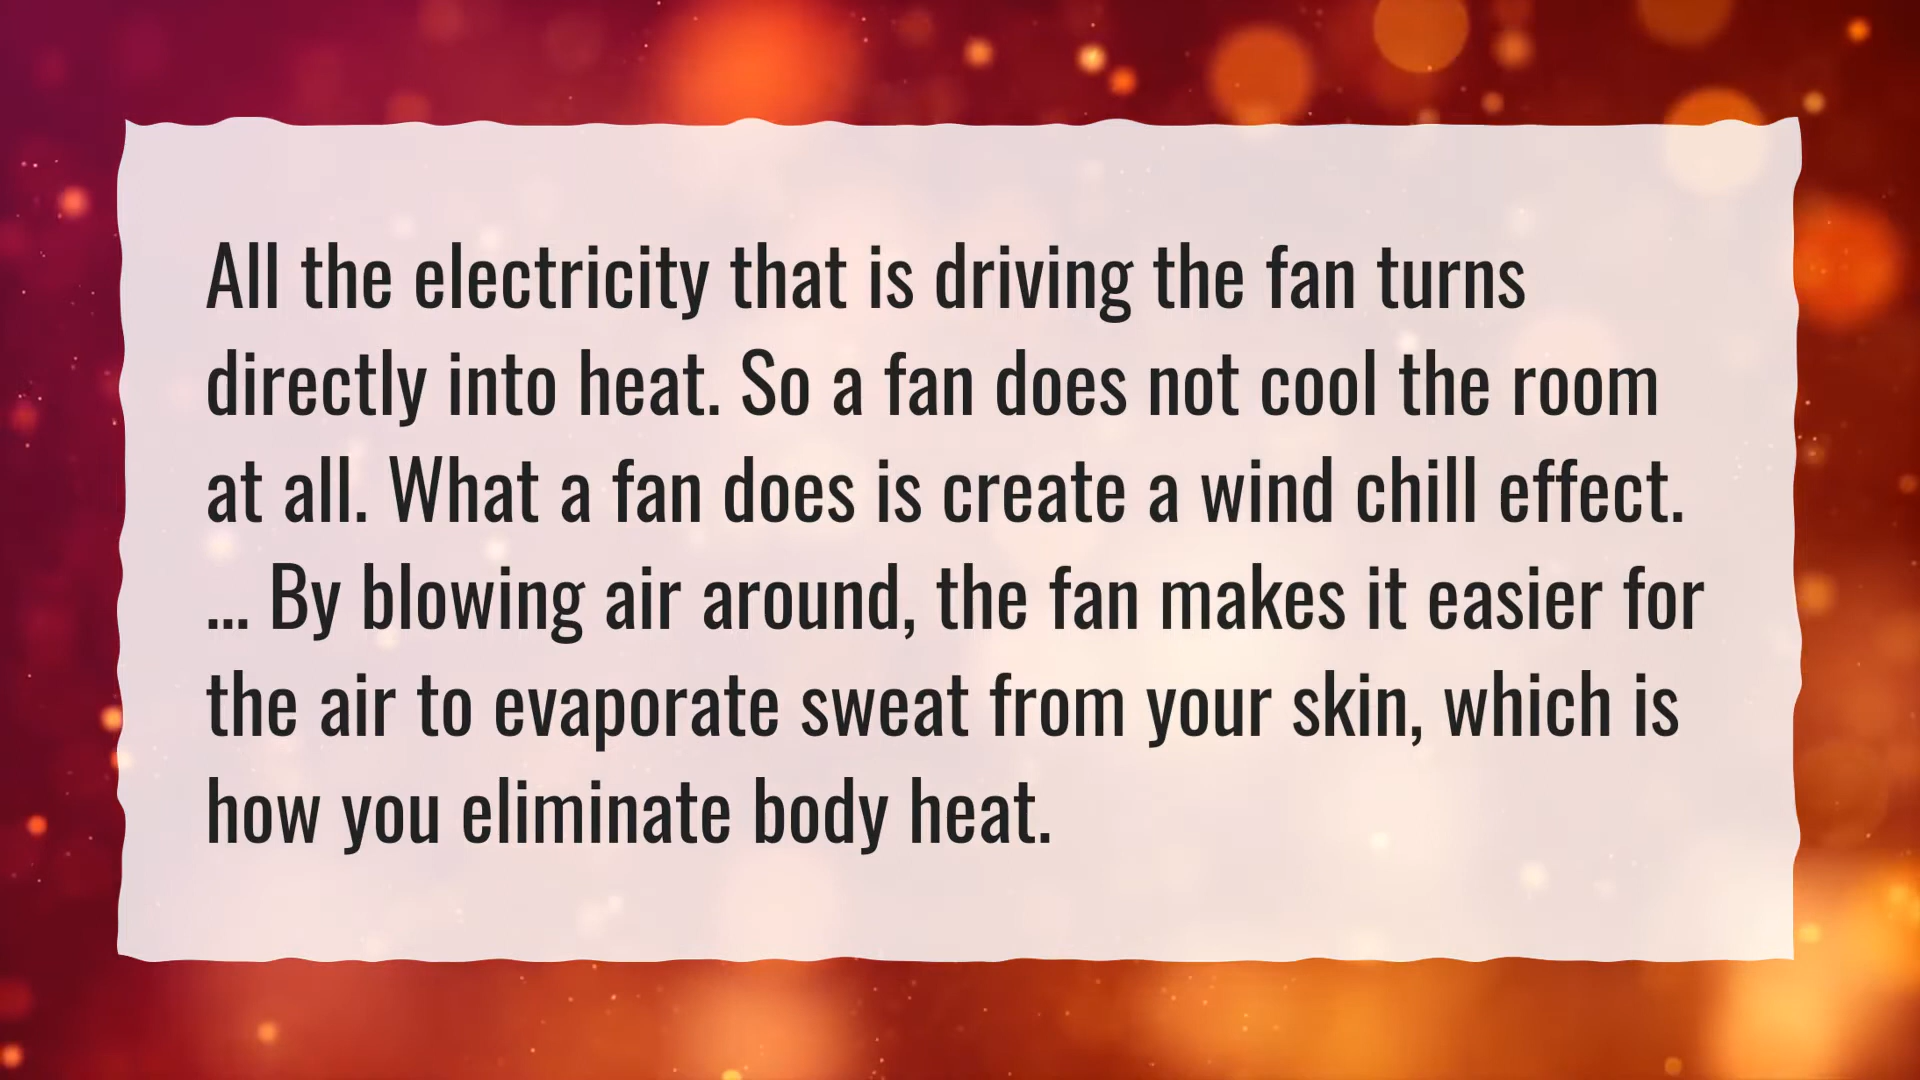 All the electricity that is driving the fan turns
directly into heat. So a fan does not cool the room
at all. What a fan does is create a wind chill effect.
... By blowing air around, the fan makes it easier for
the air to evaporate sweat from your skin, which is
how you eliminate body heat.